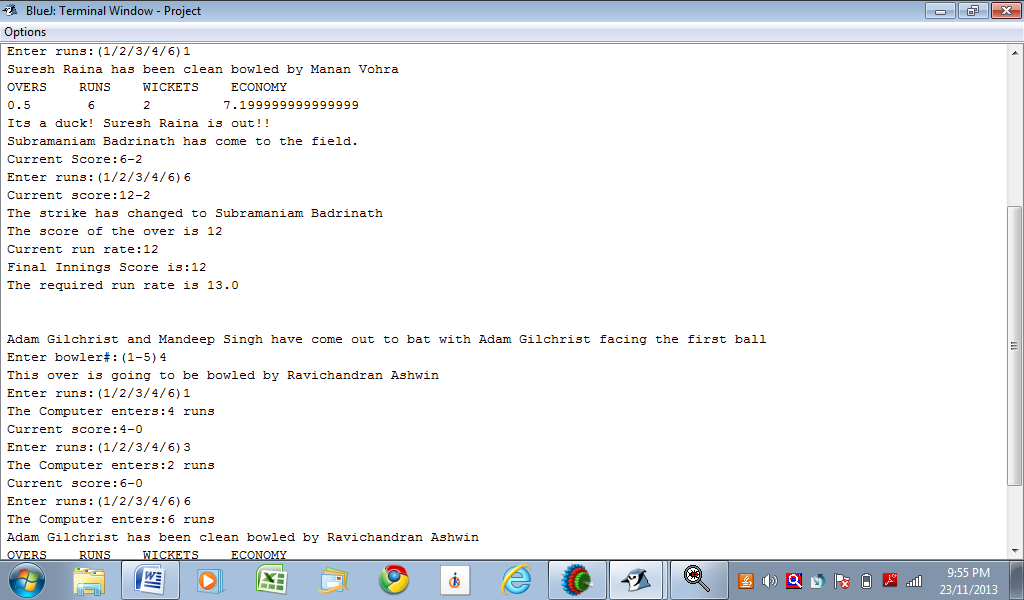 BlueJ: Terminal Window - Project
Options
Enter runs:(1/2/3/4/6)1
Suresh Raina has been clean bowled by Manan Vohra
OVERS    RUNS    WICKETS    ECONOMY
0.5       6      2         7.199999999999999
Its a duck! Suresh Raina is out!!
Subramaniam Badrinath has come to the field.
Current Score:6-2
Enter runs:(1/2/3/4/6)6
Current score:12-2
The strike has changed to Subramaniam Badrinath
The score of the over is 12
Current run rate:12
Final Innings Score is:12
The required run rate is 13.0
Adam Gilchrist and Mandeep Singh have come out to bat with Adam Gilchrist facing the first ball
Enter bowler#:(1-5)4
This over is going to be bowled by Ravichandran Ashwin
Enter runs:(1/2/3/4/6)1
The Computer enters:4 runs
Current score:4-0
Enter runs:(1/2/3/4/6)3
The Computer enters:2 runs
Current score:6-0
Enter runs:(1/2/3/4/6)6
The Computer enters:6 runs
Adam Gilchrist has been clean bowled by Ravichandran Ashwin
OVERS    RUNS    WICKETS    ECONOMY
9:55 PM
23/11/2013